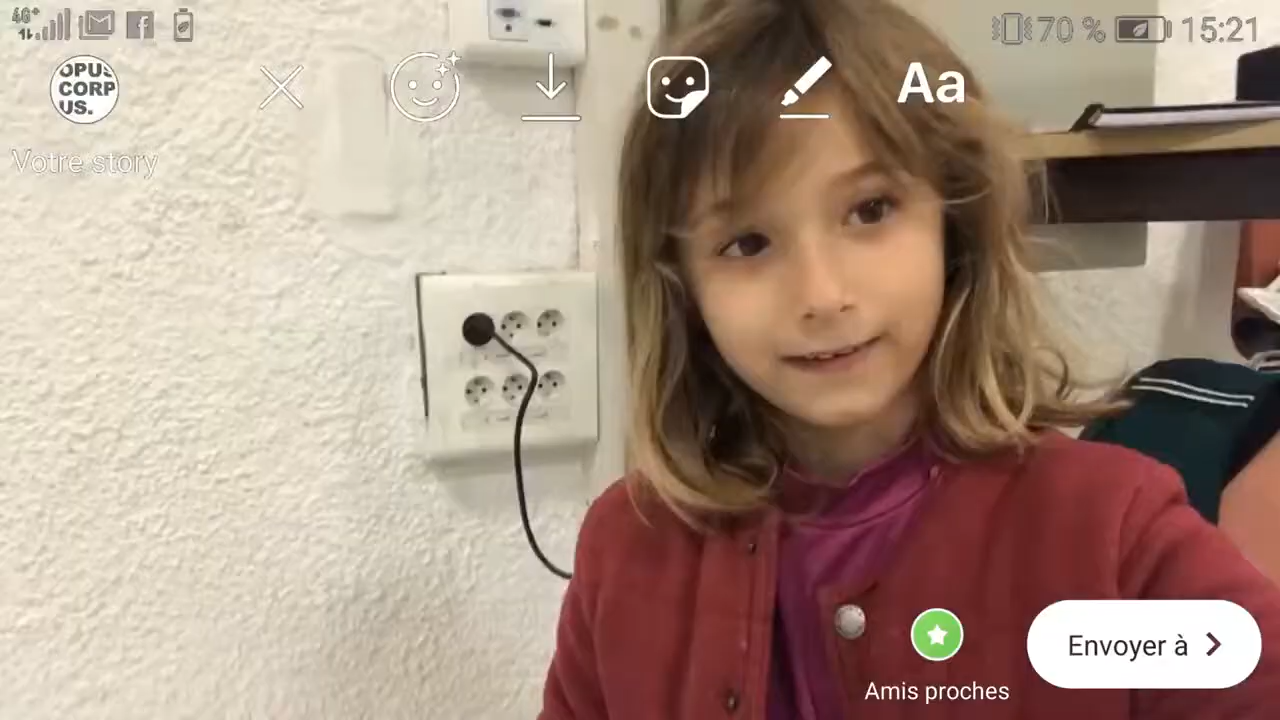 4G+
70 %
15:21
OPUS
CORP
US.
Aa
Votre story
Envoyer à
Amis proches